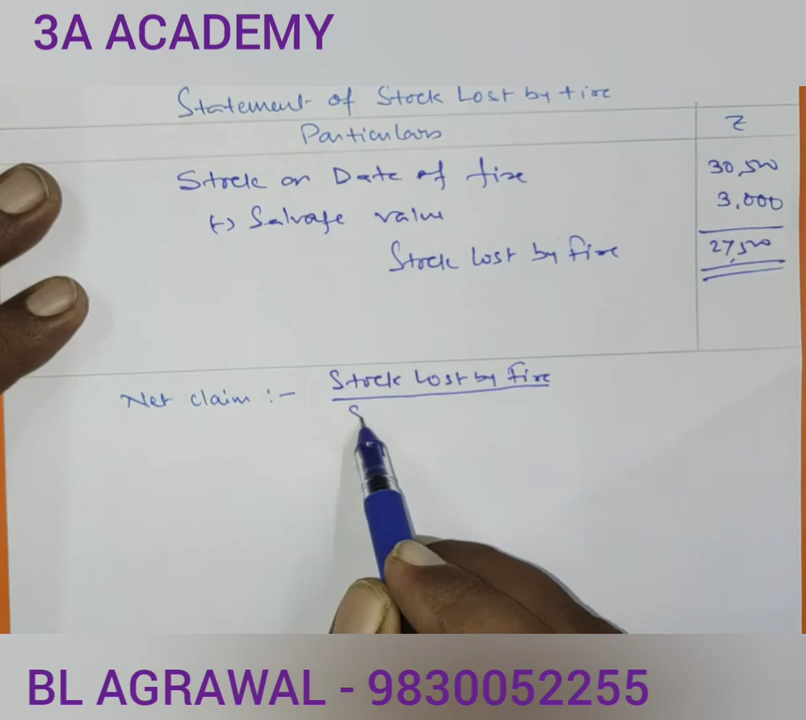 3A ACADEMY
Statement of Stock Lost by fire
Particulars ₹
Stock on Date of fire 30,500
(-) Salvage value 3,000
Stock Lost by fire 27,500
Net claim :- Stock Lost by fire
S
BL AGRAWAL - 9830052255